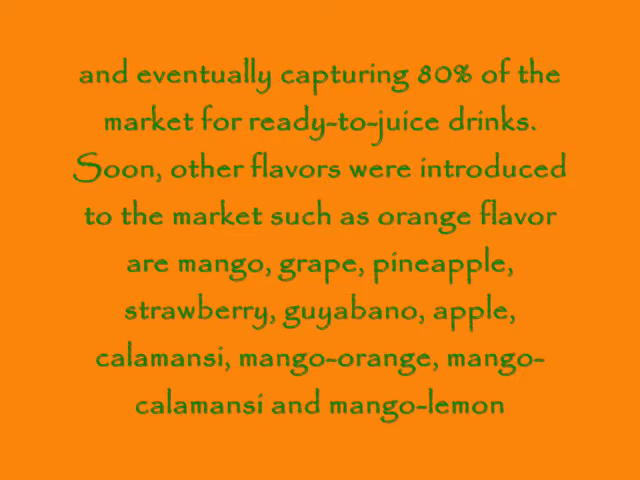 and eventually capturing 80% of the
market for ready-to-juice drinks.
Soon, other flavors were introduced
to the market such as orange flavor
are mango, grape, pineapple,
strawberry, guyabano, apple,
calamansi, mango-orange, mango-
calamansi and mango-lemon